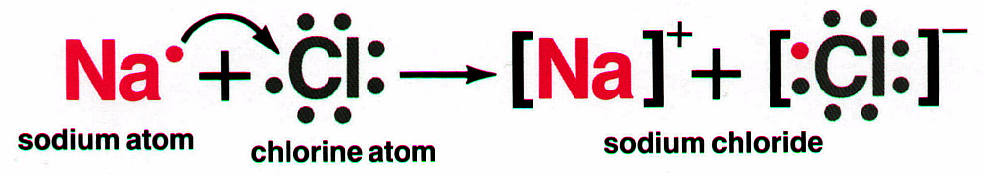 Na + Cl → [Na]⁺ + [Cl]⁻
sodium atom
chlorine atom
sodium chloride